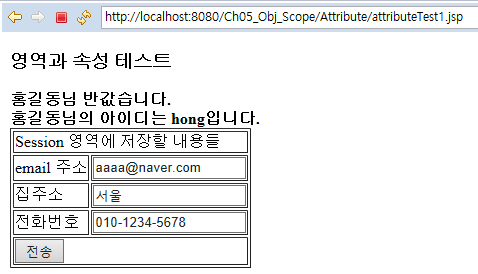 http://localhost:8080/Ch05_Obj_Scope/Attribute/attributeTest1.jsp
영역과 속성 테스트
홍길동님 반값습니다.
홍길동님의 아이디는 hong입니다.
Session 영역에 저장할 내용들
email 주소 aaaa@naver.com
집주소 서울
전화번호 010-1234-5678
전송